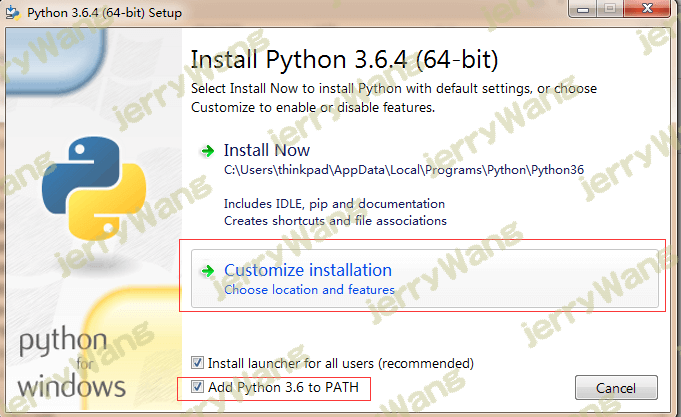 Python 3.6.4 (64-bit) Setup
Install Python 3.6.4 (64-bit)
Select Install Now to install Python with default settings, or choose
Customize to enable or disable features.
Install Now
C:\Users\thinkpad\AppData\Local\Programs\Python\Python36
Includes IDLE, pip and documentation
Creates shortcuts and file associations
Customize installation
Choose location and features
python
for
windows
Install launcher for all users (recommended)
Add Python 3.6 to PATH
Cancel
jerryWang
jerryWang
jerryWang
jerryWang
jerryWang
jerryWang
jerryWang
jerryWang
jerryWang
jerryWang